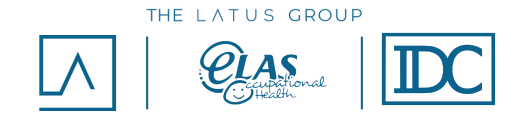 THE LATUS GROUP
eLAS
Occupational
Health
IDC